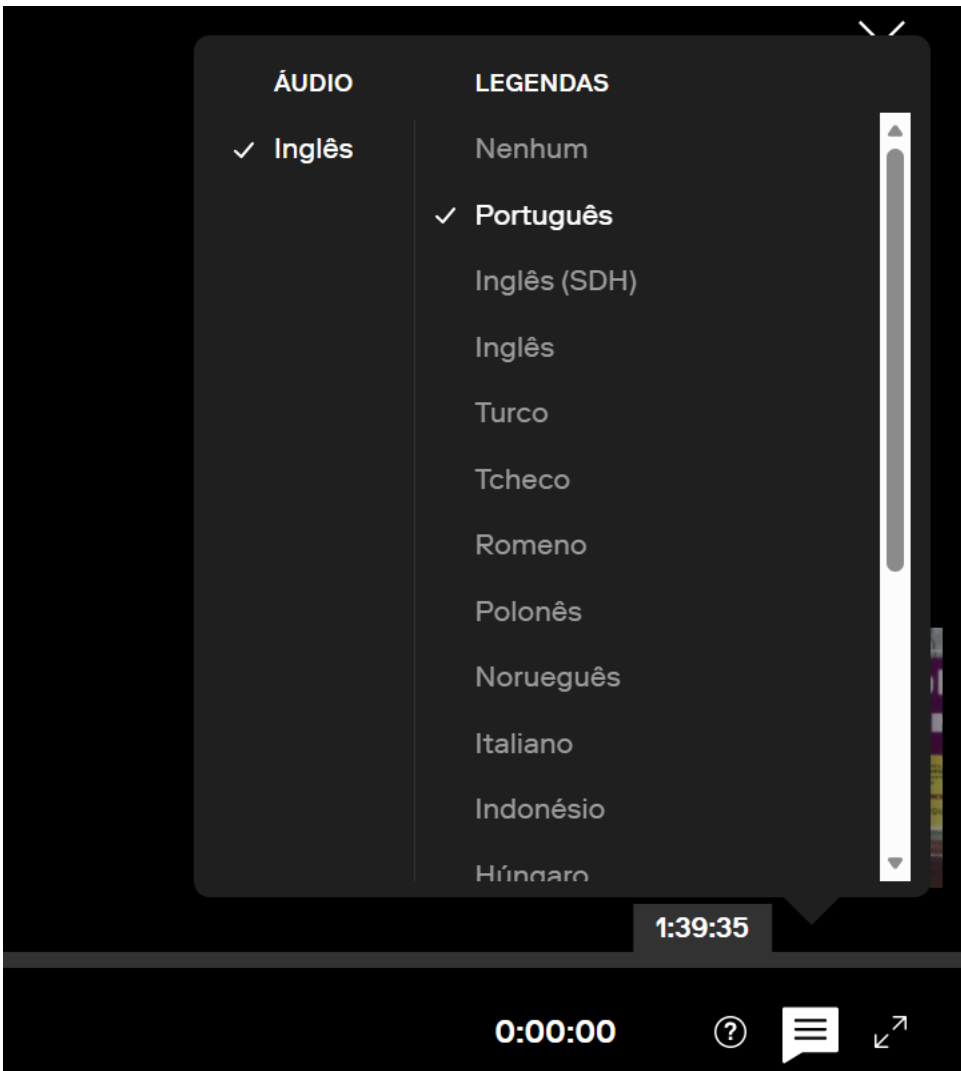 ÁUDIO
Inglês
LEGENDAS
Nenhum
Português
Inglês (SDH)
Inglês
Turco
Tcheco
Romeno
Polonês
Norueguês
Italiano
Indonésio
Húngaro
1:39:35
0:00:00
?